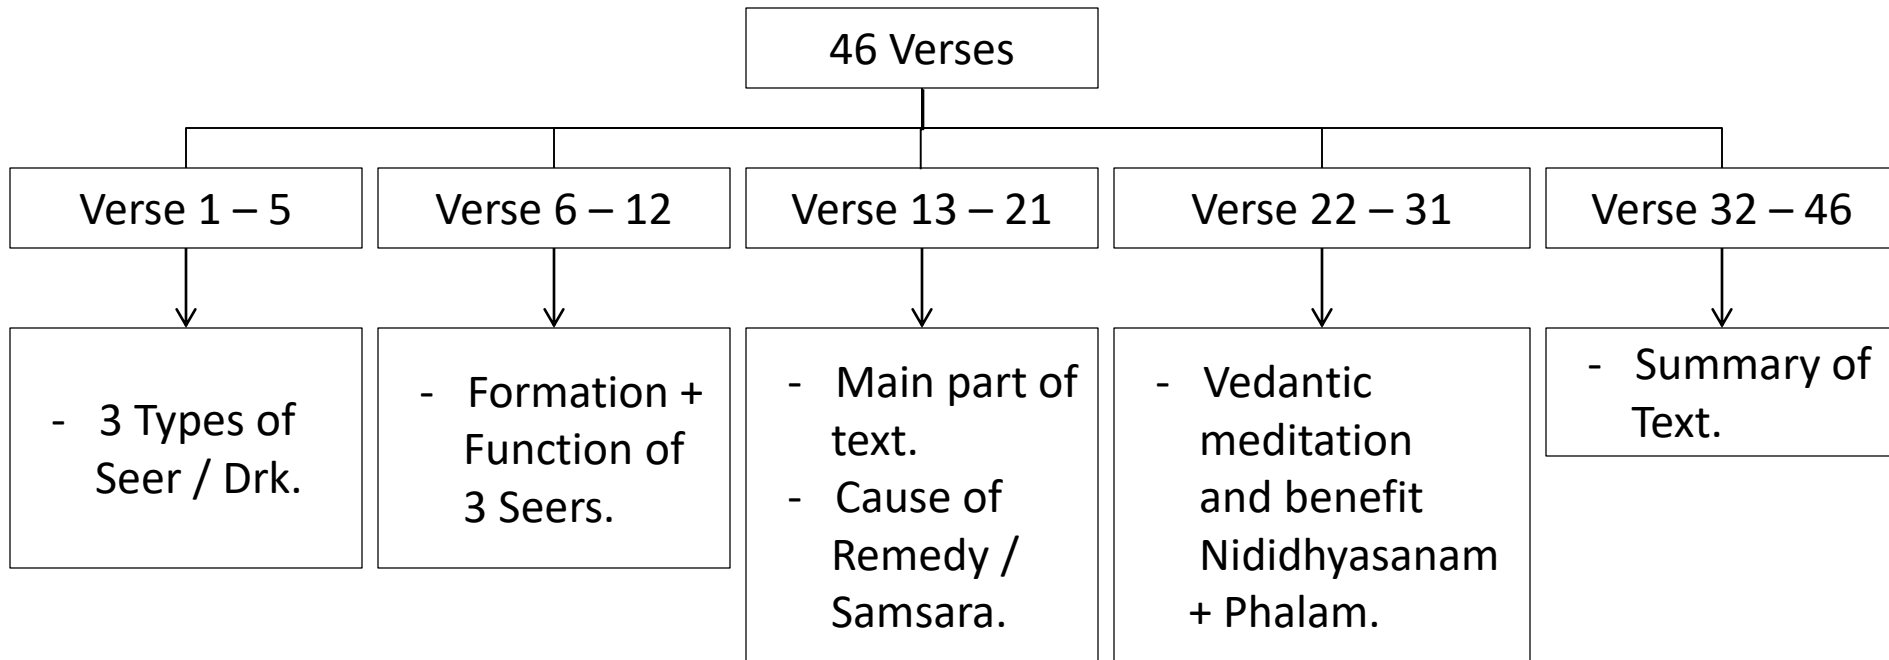 46 Verses
Verse 1 – 5
Verse 6 – 12
Verse 13 – 21
Verse 22 – 31
Verse 32 – 46
- 3 Types of
Seer / Drk.
- Formation +
Function of
3 Seers.
- Main part of
text.
- Cause of
Remedy /
Samsara.
- Vedantic
meditation
and benefit
Nididhyasanam
+ Phalam.
- Summary of
Text.